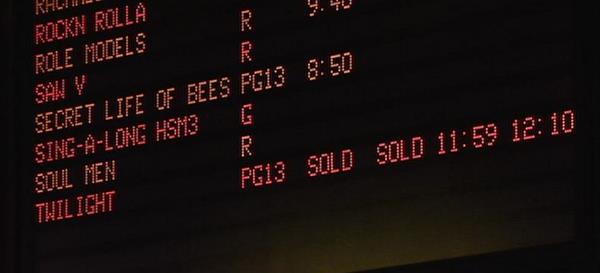 ROCKN ROLLA
ROLE MODELS R
SAW V R
SECRET LIFE OF BEES PG13 8:50
SING-A-LONG HSM3 G
SOUL MEN R
TWILIGHT PG13 SOLD SOLD 11:59 12:10